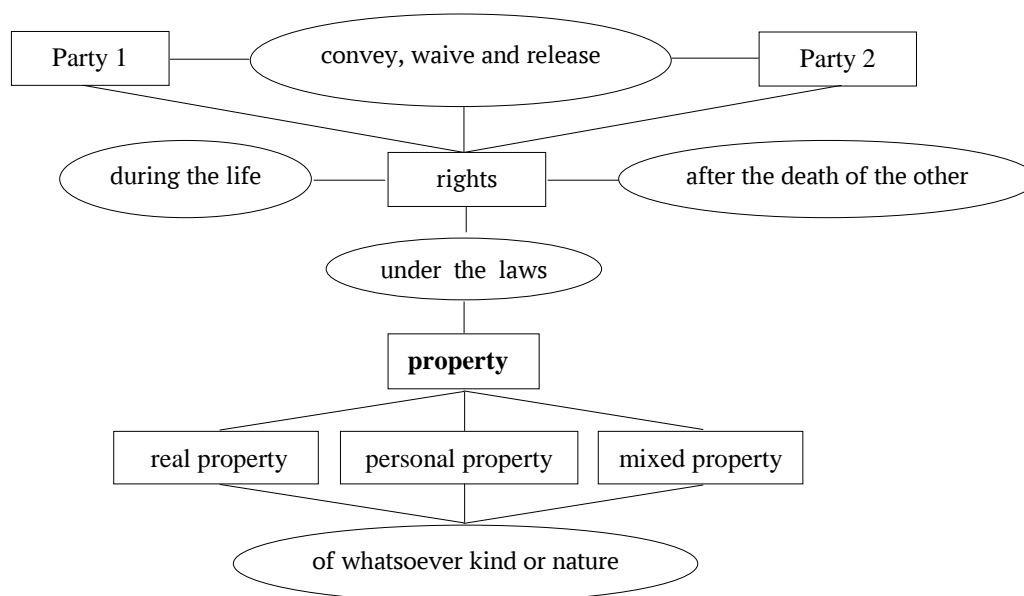 Party 1
convey, waive and release
Party 2
during the life
rights
after the death of the other
under the laws
property
real property
personal property
mixed property
of whatsoever kind or nature